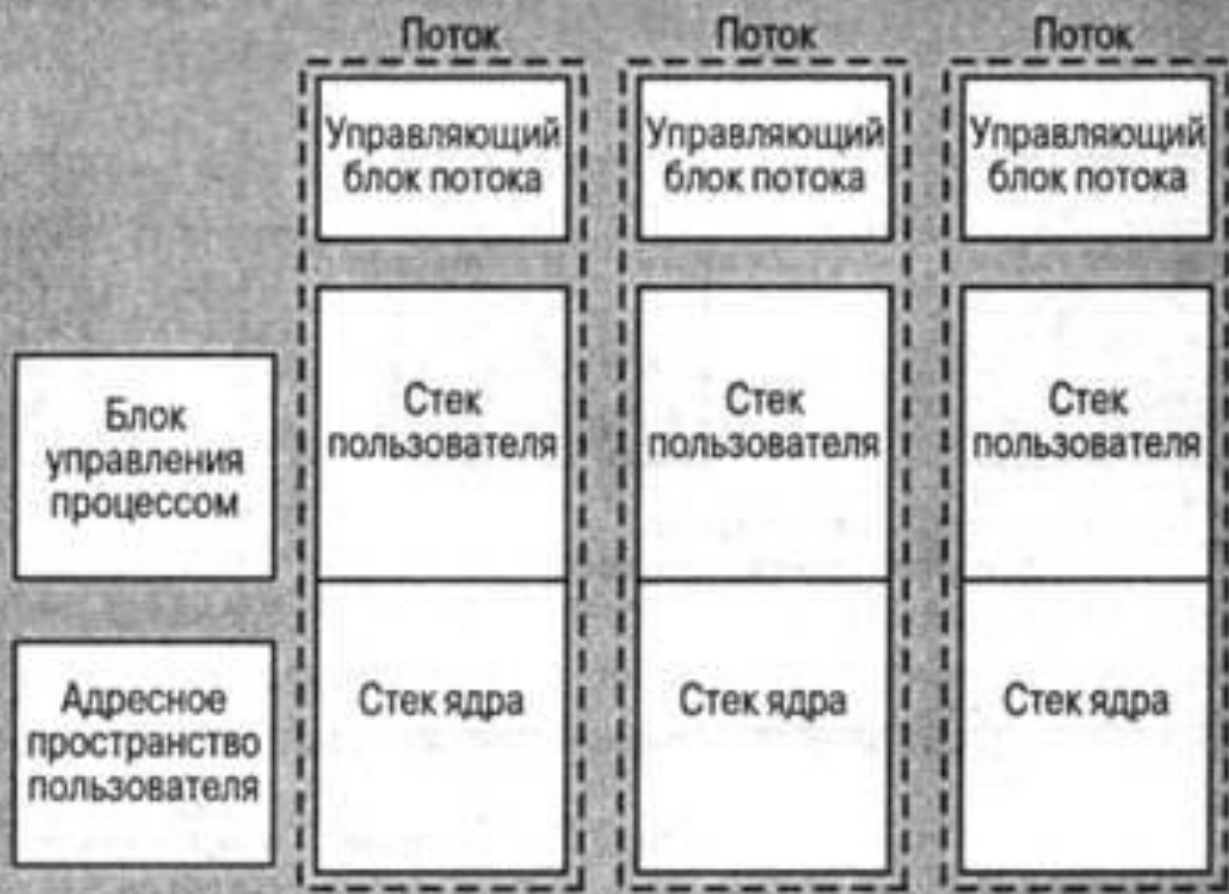 Поток
Поток
Поток
Управляющий
блок потока
Управляющий
блок потока
Управляющий
блок потока
Блок
управления
процессом
Стек
пользователя
Стек
пользователя
Стек
пользователя
Адресное
пространство
пользователя
Стек ядра
Стек ядра
Стек ядра